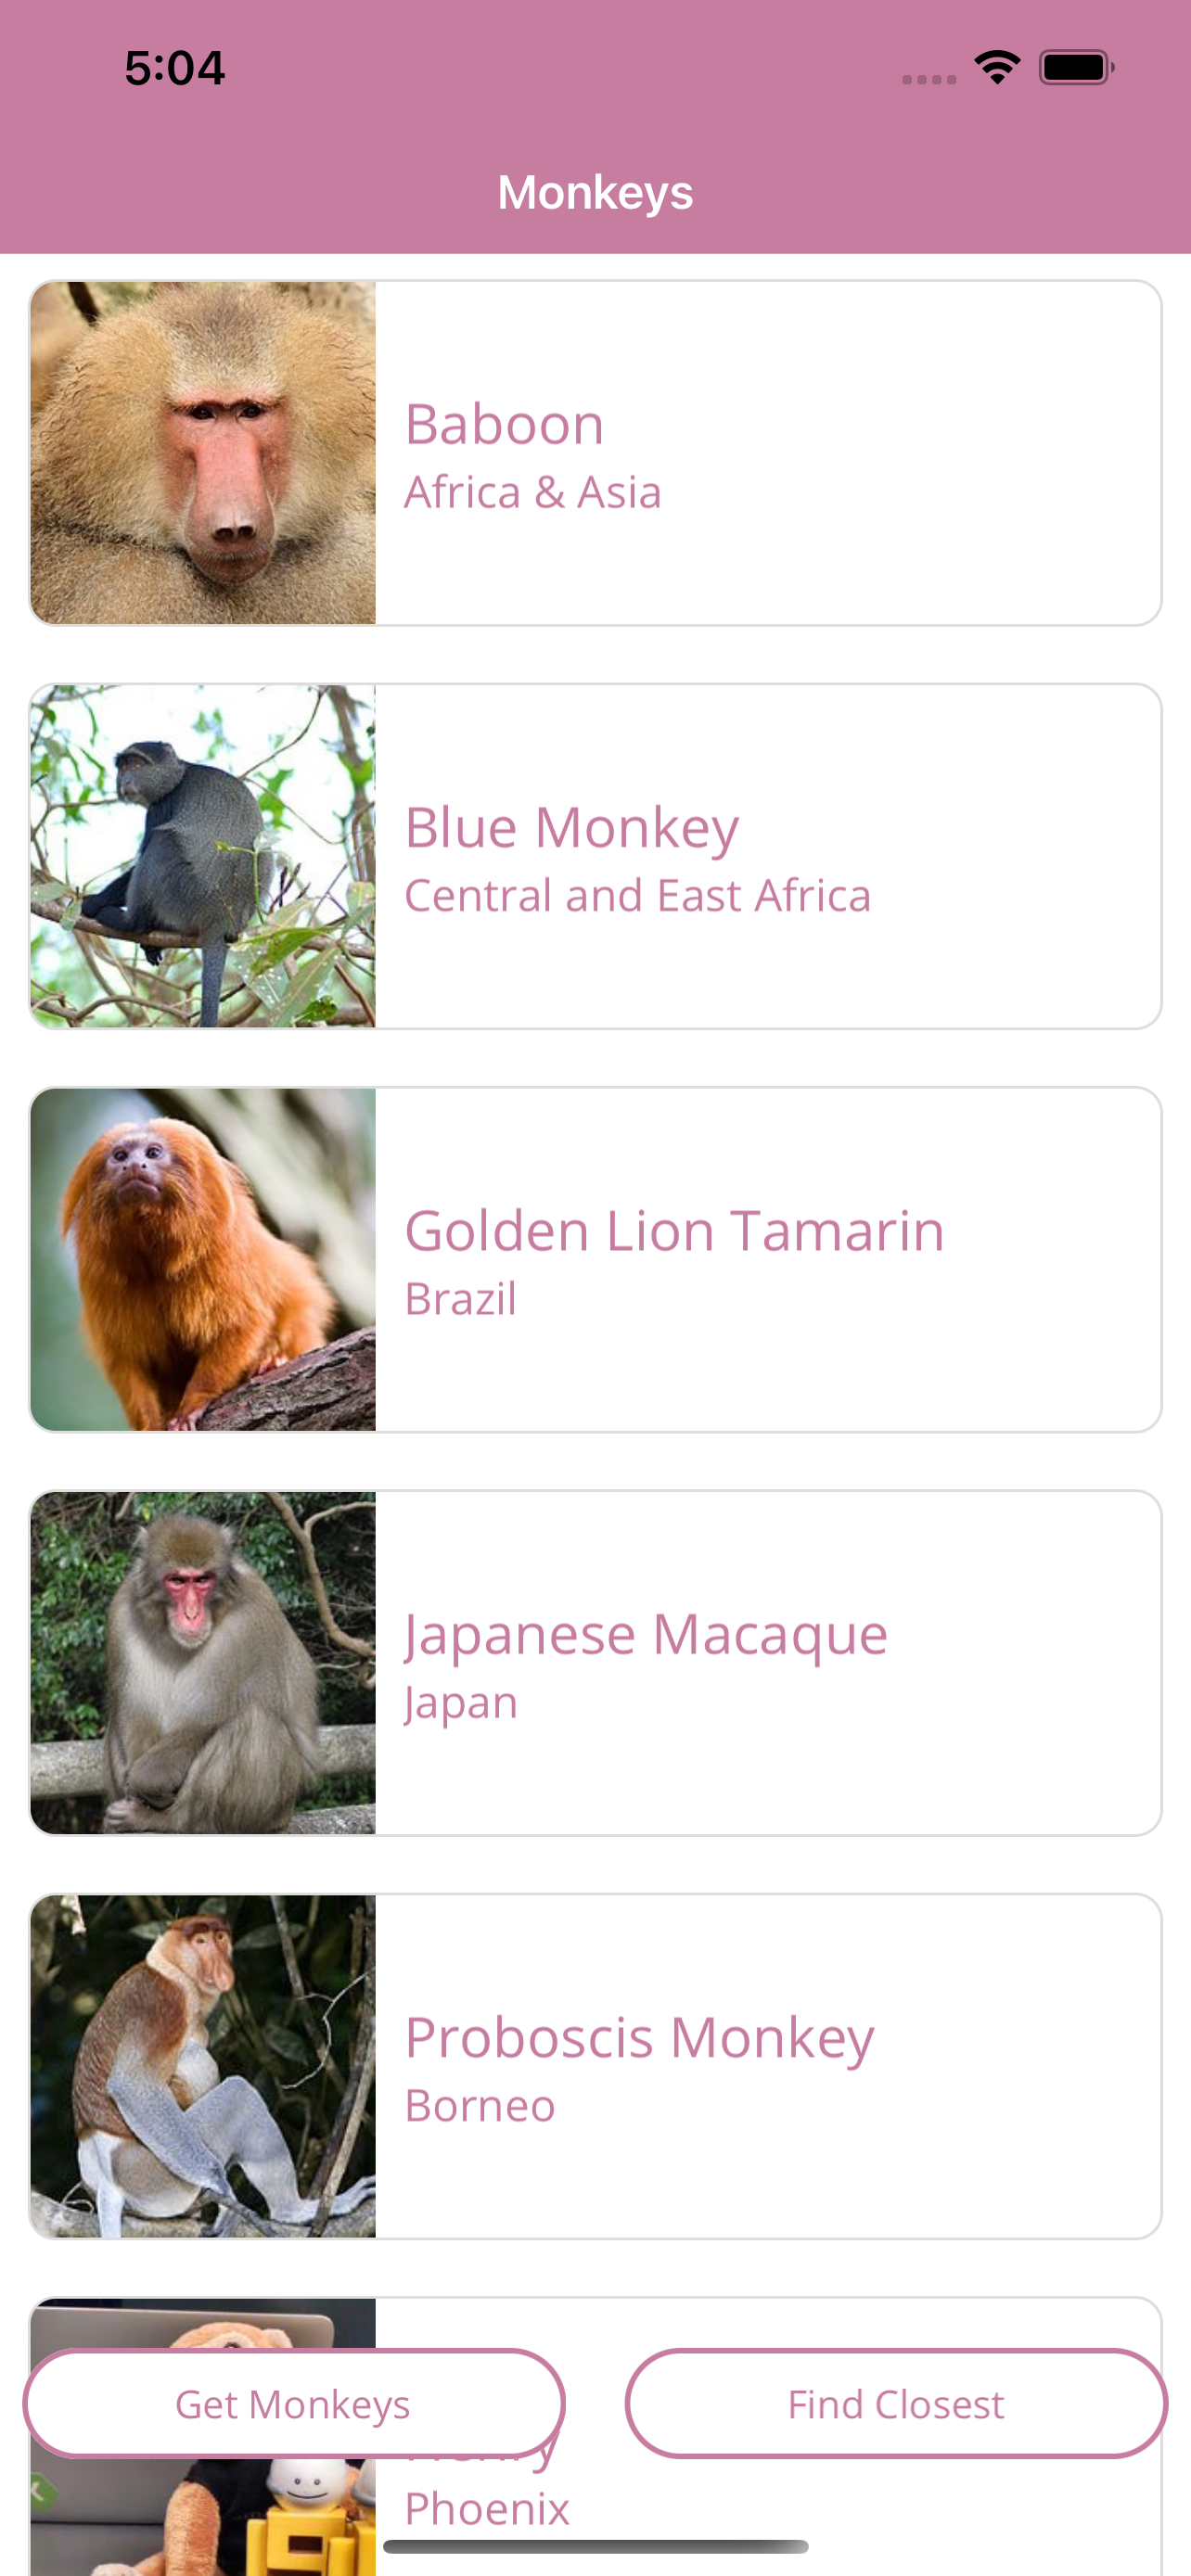 5:04
Monkeys
Baboon
Africa & Asia
Blue Monkey
Central and East Africa
Golden Lion Tamarin
Brazil
Japanese Macaque
Japan
Proboscis Monkey
Borneo
Get Monkeys
Find Closest
Phoenix